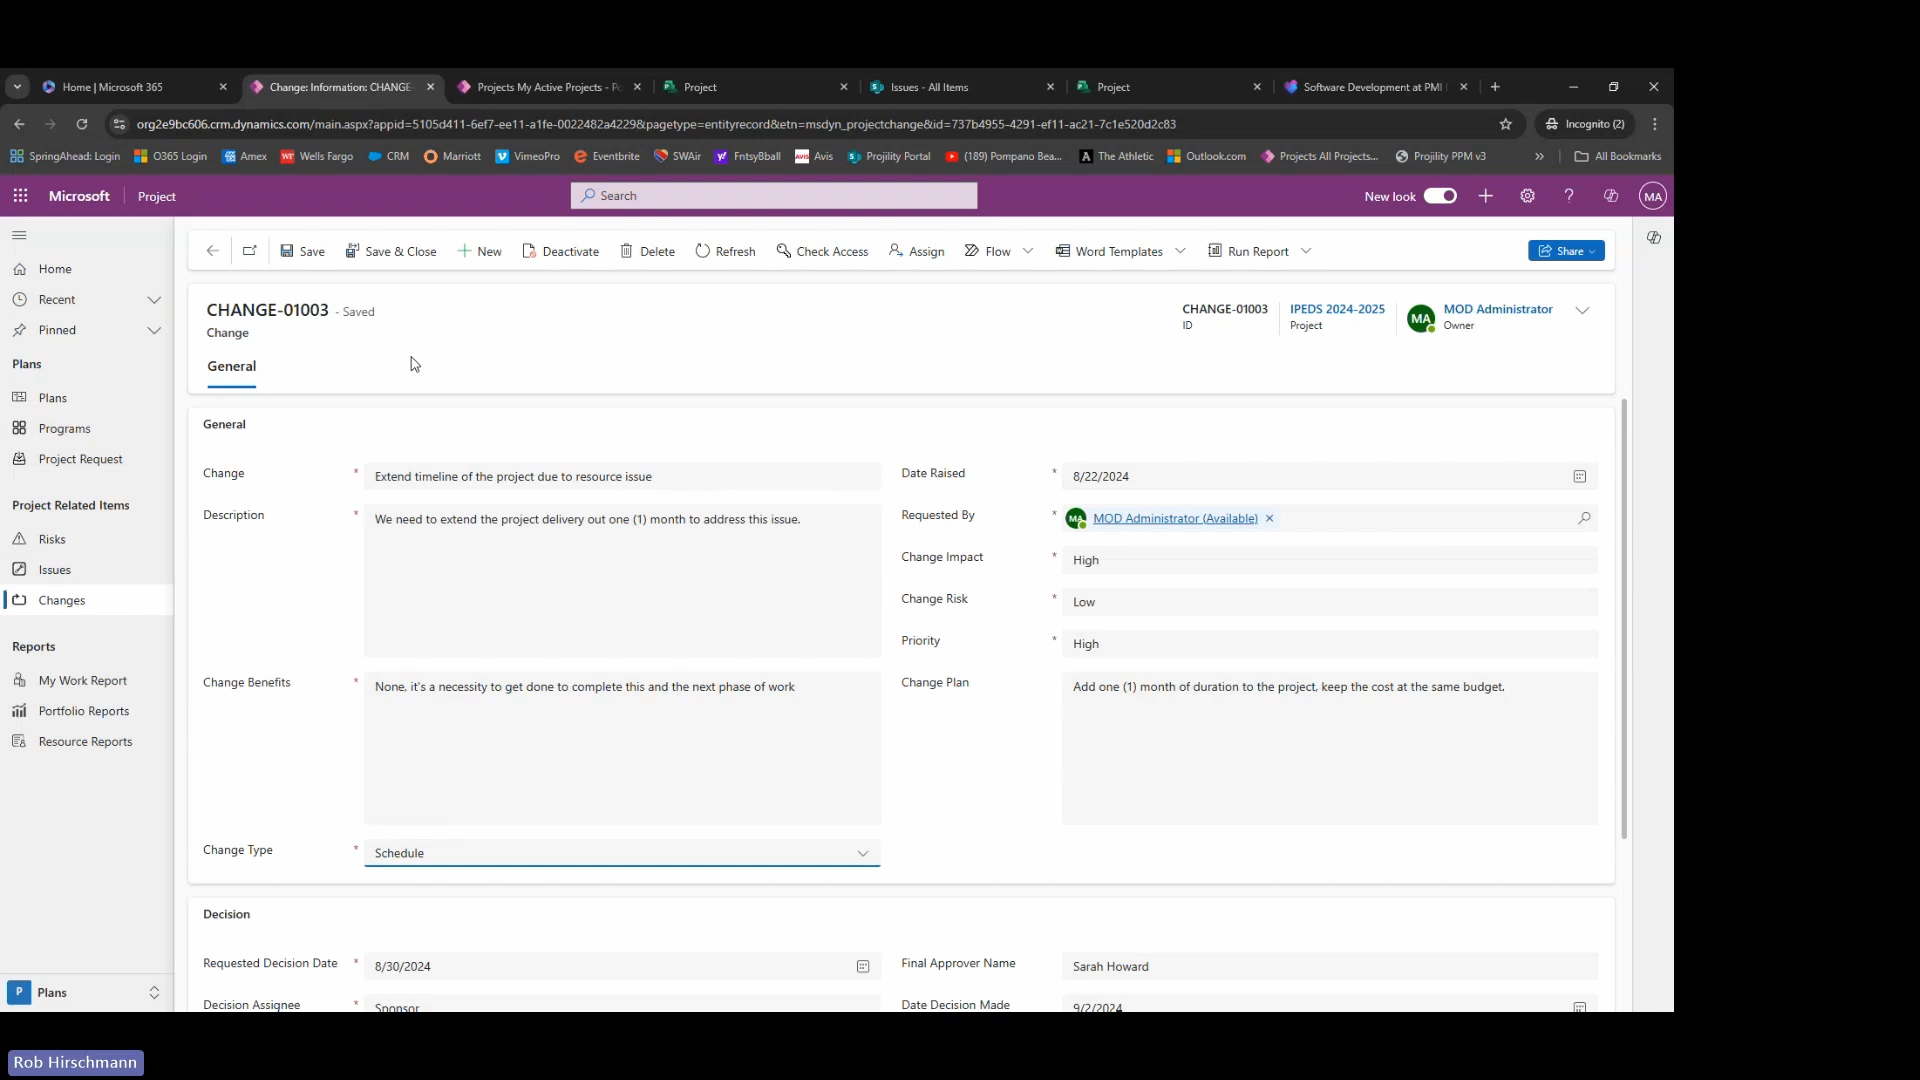 Home | Microsoft 365
Change: Information: CHANGE-
Projects My Active Projects - Po
Project
Issues - All Items
Project
Software Development at PMI
org2e9bc606.crm.dynamics.com/main.aspx?appid=5105d411-6ef7-ee11-a1fe-0022482a4229&pagetype=entityrecord&etn=msdyn_projectchange&id=737b4955-4291-ef11-ac21-7c1e520d2c83
Incognito (2)
SpringAhead: Login
O365 Login
Amex
Wells Fargo
CRM
Marriott
VimeoPro
Eventbrite
SWAir
FntsyBball
Avis
Projility Portal
(189) Pompano Bea...
The Athletic
Outlook.com
Projects All Projects...
Projility PPM v3
All Bookmarks
Microsoft
Project
Search
New look
MA
Save
Save & Close
New
Deactivate
Delete
Refresh
Check Access
Assign
Flow
Word Templates
Run Report
Share
Home
Recent
Pinned
Plans
Plans
Programs
Project Request
Project Related Items
Risks
Issues
Changes
Reports
My Work Report
Portfolio Reports
Resource Reports
P Plans
CHANGE-01003 - Saved
Change
General
CHANGE-01003
ID
IPEDS 2024-2025
Project
MA
MOD Administrator
Owner
General
Change * Extend timeline of the project due to resource issue
Description * We need to extend the project delivery out one (1) month to address this issue.
Change Benefits * None, it's a necessity to get done to complete this and the next phase of work
Change Type * Schedule
Date Raised * 8/22/2024
Requested By * MA MOD Administrator (Available)
Change Impact * High
Change Risk * Low
Priority * High
Change Plan Add one (1) month of duration to the project, keep the cost at the same budget.
Decision
Requested Decision Date * 8/30/2024
Decision Assignee * Sponsor
Final Approver Name Sarah Howard
Date Decision Made 9/2/2024
Rob Hirschmann